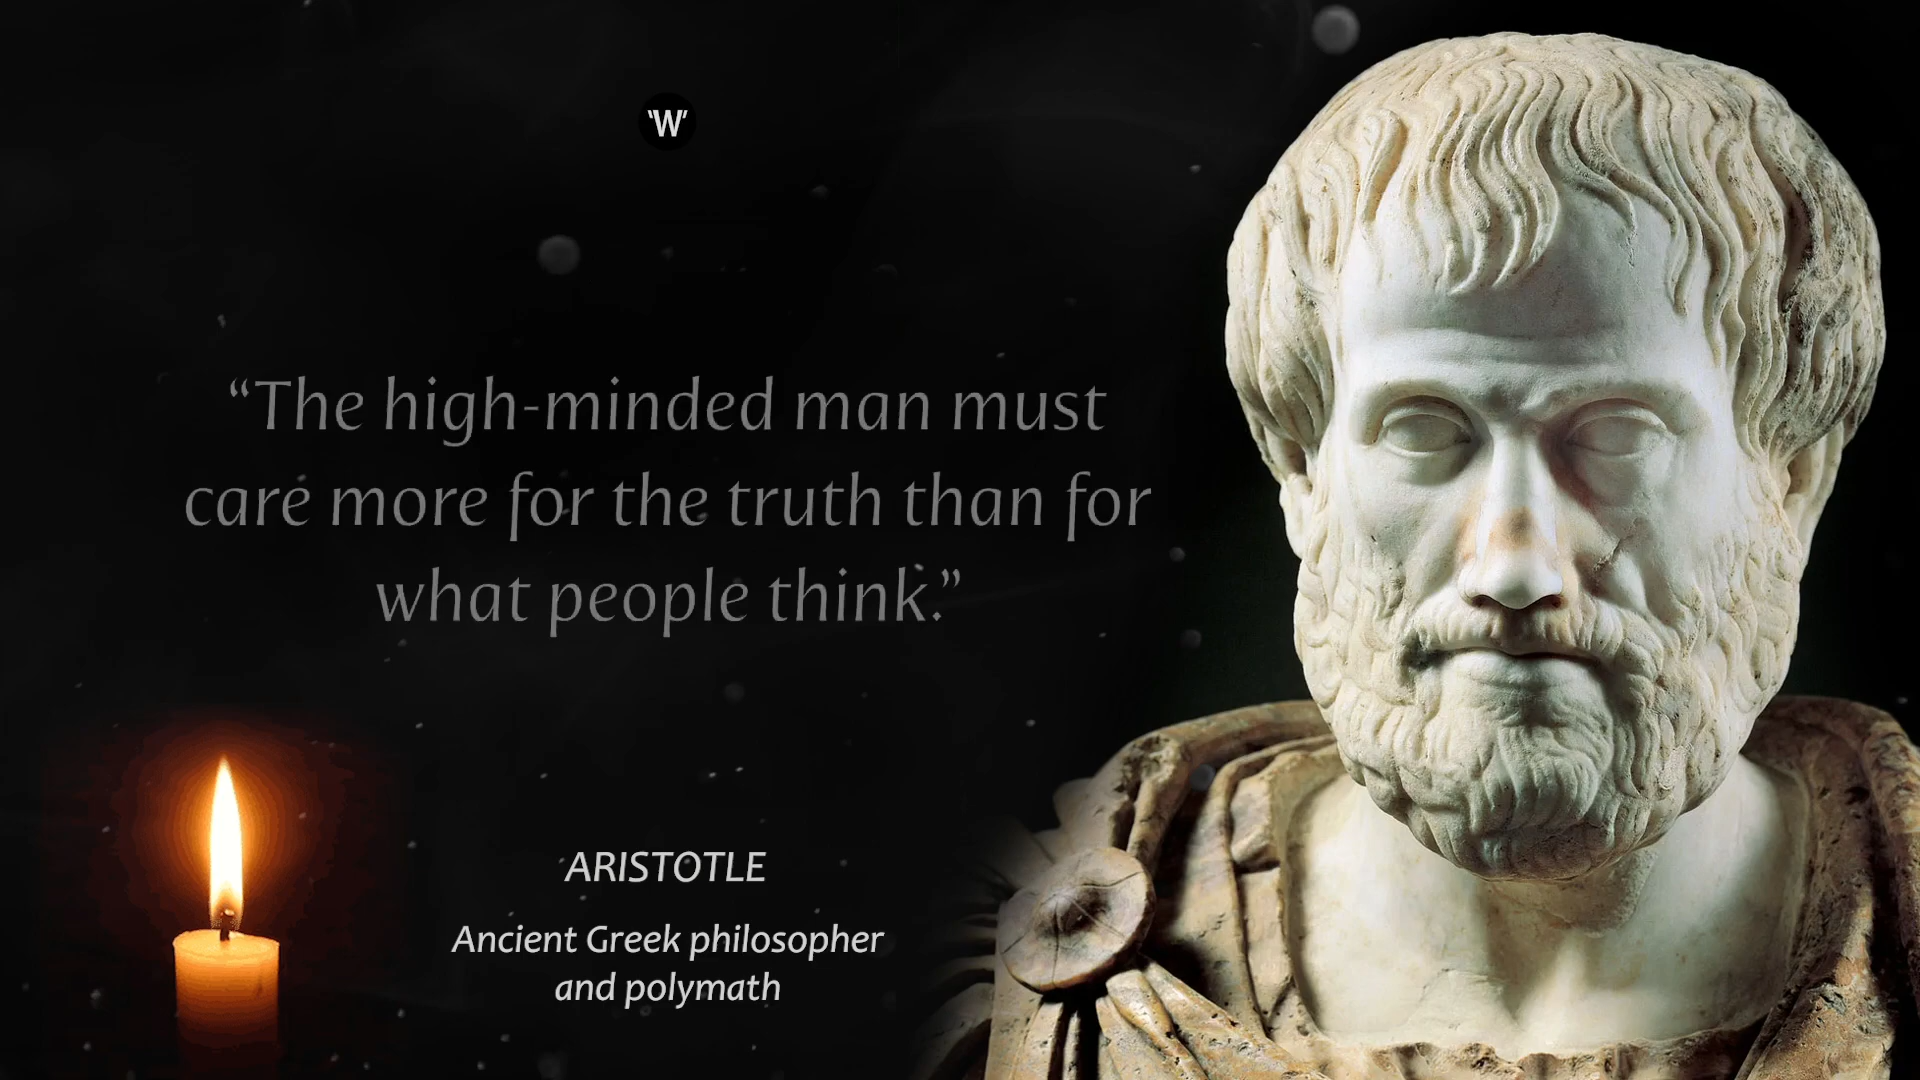 'W'
“The high-minded man must
care more for the truth than for
what people think.”
ARISTOTLE
Ancient Greek philosopher
and polymath